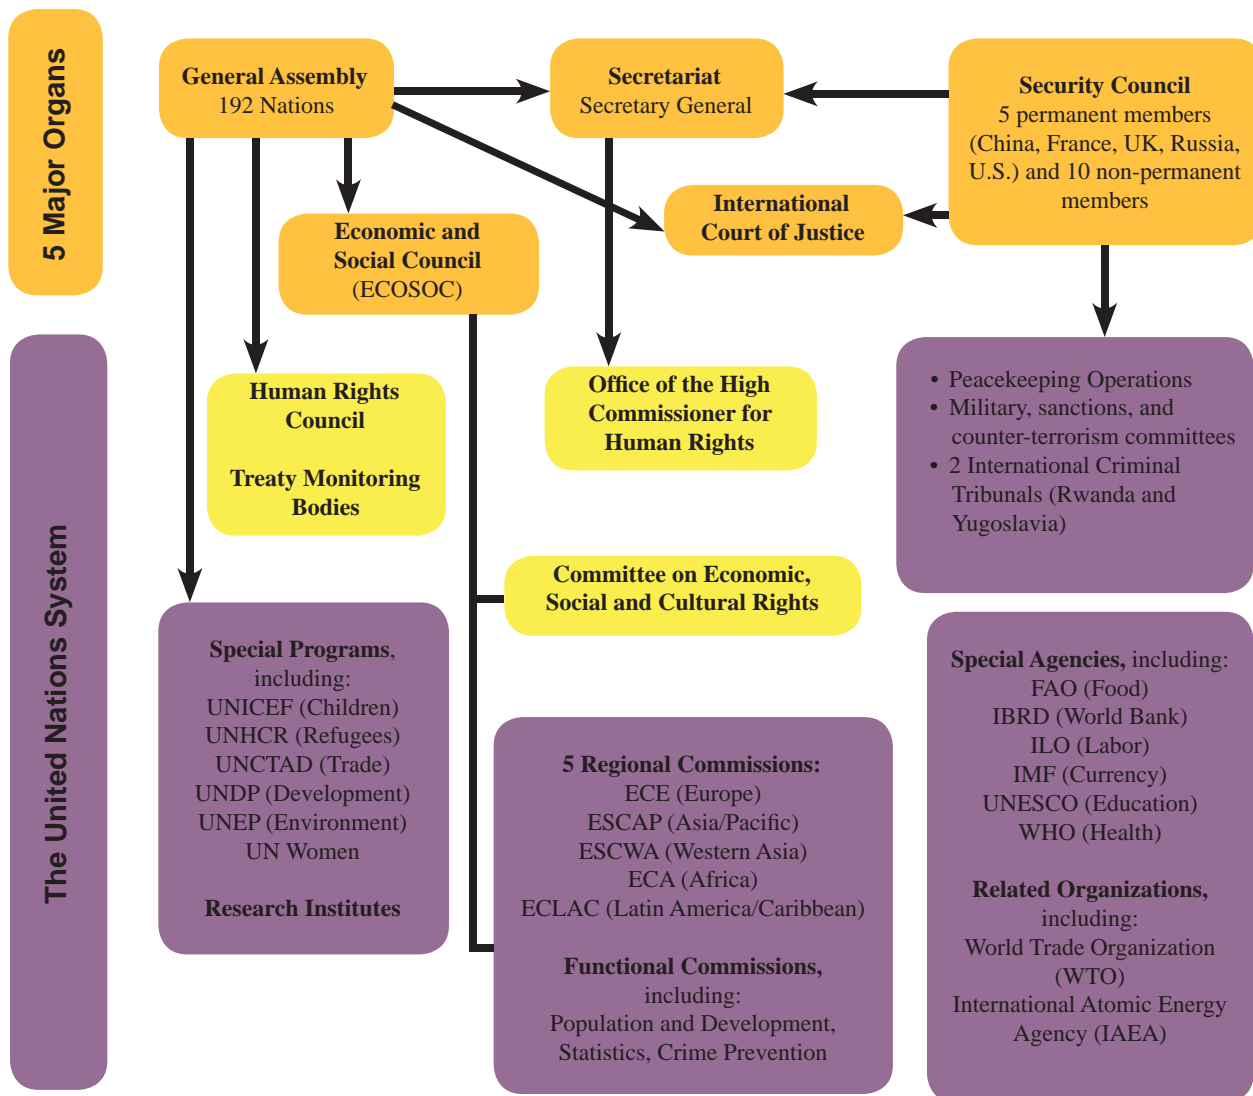 5 Major Organs
General Assembly
192 Nations
Secretariat
Secretary General
Security Council
5 permanent members
(China, France, UK, Russia,
U.S.) and 10 non-permanent
members
Economic and
Social Council
(ECOSOC)
International
Court of Justice
The United Nations System
Human Rights
Council
Treaty Monitoring
Bodies
Office of the High
Commissioner for
Human Rights
• Peacekeeping Operations
• Military, sanctions, and
counter-terrorism committees
• 2 International Criminal
Tribunals (Rwanda and
Yugoslavia)
Committee on Economic,
Social and Cultural Rights
Special Programs,
including:
UNICEF (Children)
UNHCR (Refugees)
UNCTAD (Trade)
UNDP (Development)
UNEP (Environment)
UN Women
Research Institutes
5 Regional Commissions:
ECE (Europe)
ESCAP (Asia/Pacific)
ESCWA (Western Asia)
ECA (Africa)
ECLAC (Latin America/Caribbean)
Functional Commissions,
including:
Population and Development,
Statistics, Crime Prevention
Special Agencies, including:
FAO (Food)
IBRD (World Bank)
ILO (Labor)
IMF (Currency)
UNESCO (Education)
WHO (Health)
Related Organizations,
including:
World Trade Organization
(WTO)
International Atomic Energy
Agency (IAEA)